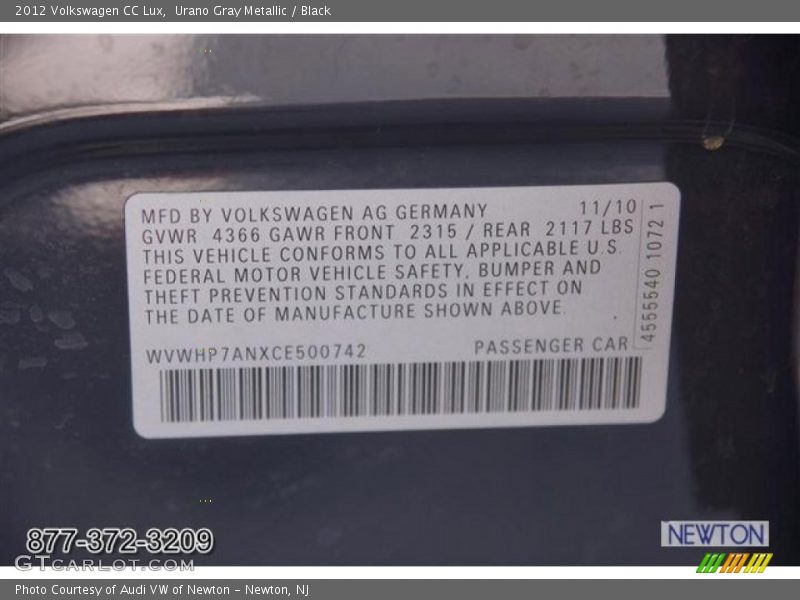 2012 Volkswagen CC Lux, Urano Gray Metallic / Black
MFD BY VOLKSWAGEN AG GERMANY 11/10
GVWR 4366 GAWR FRONT 2315 / REAR 2117 LBS
THIS VEHICLE CONFORMS TO ALL APPLICABLE U.S.
FEDERAL MOTOR VEHICLE SAFETY, BUMPER AND
THEFT PREVENTION STANDARDS IN EFFECT ON
THE DATE OF MANUFACTURE SHOWN ABOVE.
WVWHP7ANXCE500742 PASSENGER CAR
4555540 1072 1
877-372-3209
GTcarlot.com
NEWTON
Photo Courtesy of Audi VW of Newton - Newton, NJ